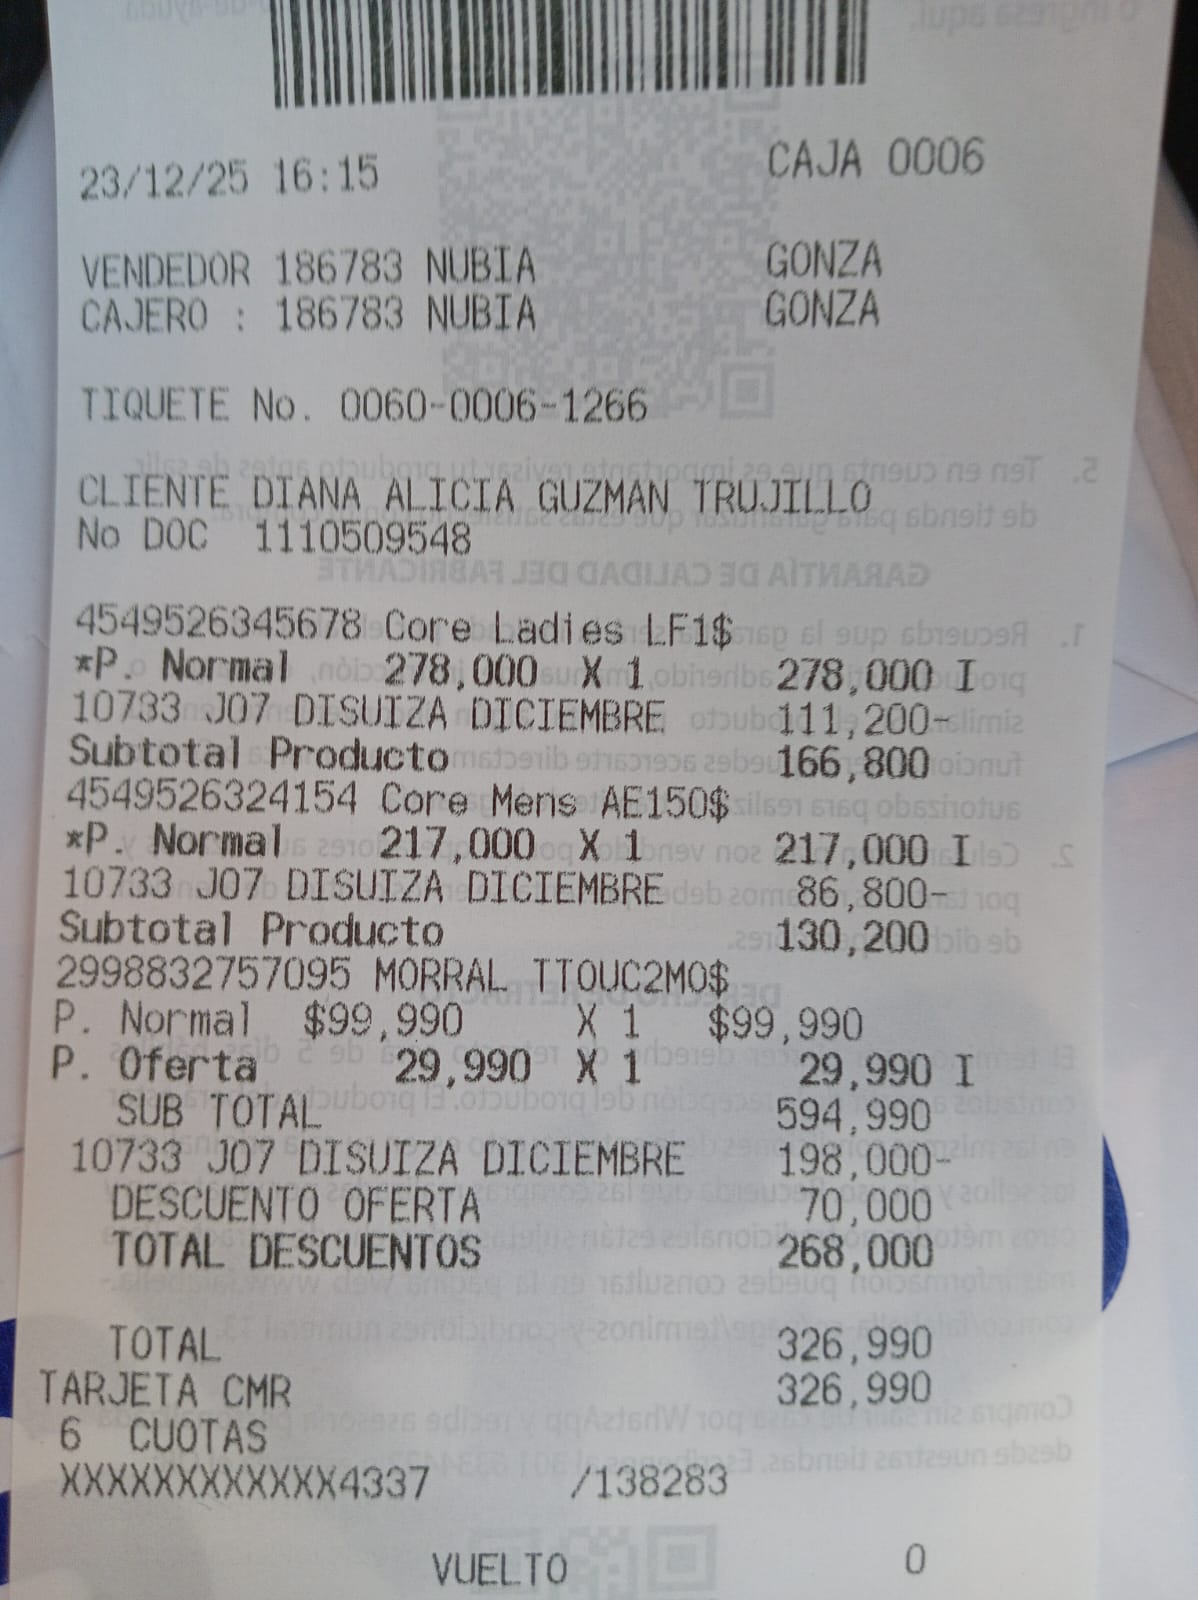 23/12/25 16:15 CAJA 0006
VENDEDOR 186783 NUBIA GONZA
CAJERO : 186783 NUBIA GONZA
TIQUETE No. 0060-0006-1266
CLIENTE DIANA ALICIA GUZMAN TRUJILLO
No DOC 1110509548
4549526345678 Core Ladies LF1$
*P. Normal 278,000 X 1 278,000 I
10733 J07 DISUIZA DICIEMBRE 111,200-
Subtotal Producto 166,800
4549526324154 Core Mens AE150$
*P. Normal 217,000 X 1 217,000 I
10733 J07 DISUIZA DICIEMBRE 86,800-
Subtotal Producto 130,200
2998832757095 MORRAL TTOUC2MO$
P. Normal $99,990 X 1 $99,990
P. Oferta 29,990 X 1 29,990 I
SUB TOTAL 594,990
10733 J07 DISUIZA DICIEMBRE 198,000-
DESCUENTO OFERTA 70,000
TOTAL DESCUENTOS 268,000
TOTAL 326,990
TARJETA CMR 326,990
6 CUOTAS
XXXXXXXXXXXX4337 /138283
VUELTO 0